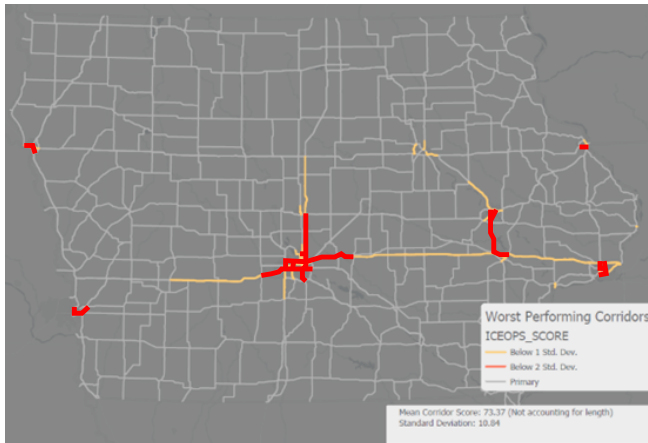 Worst Performing Corridors
ICEOPS_SCORE
Below 1 Std. Dev.
Below 2 Std. Dev.
Primary
Mean Corridor Score: 73.37 (Not accounting for length)
Standard Deviation: 10.84